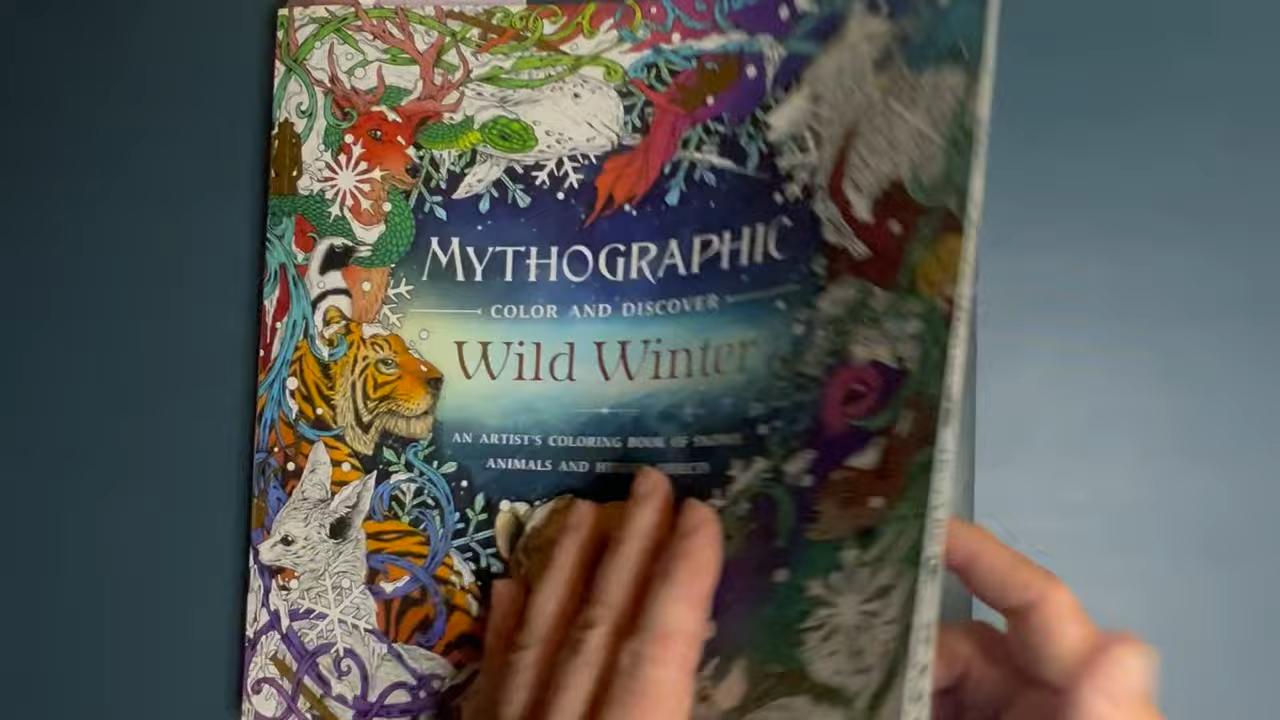 MYTHOGRAPHIC
COLOR AND DISCOVER
Wild Winter
AN ARTIST'S COLORING BOOK OF
ANIMALS AND